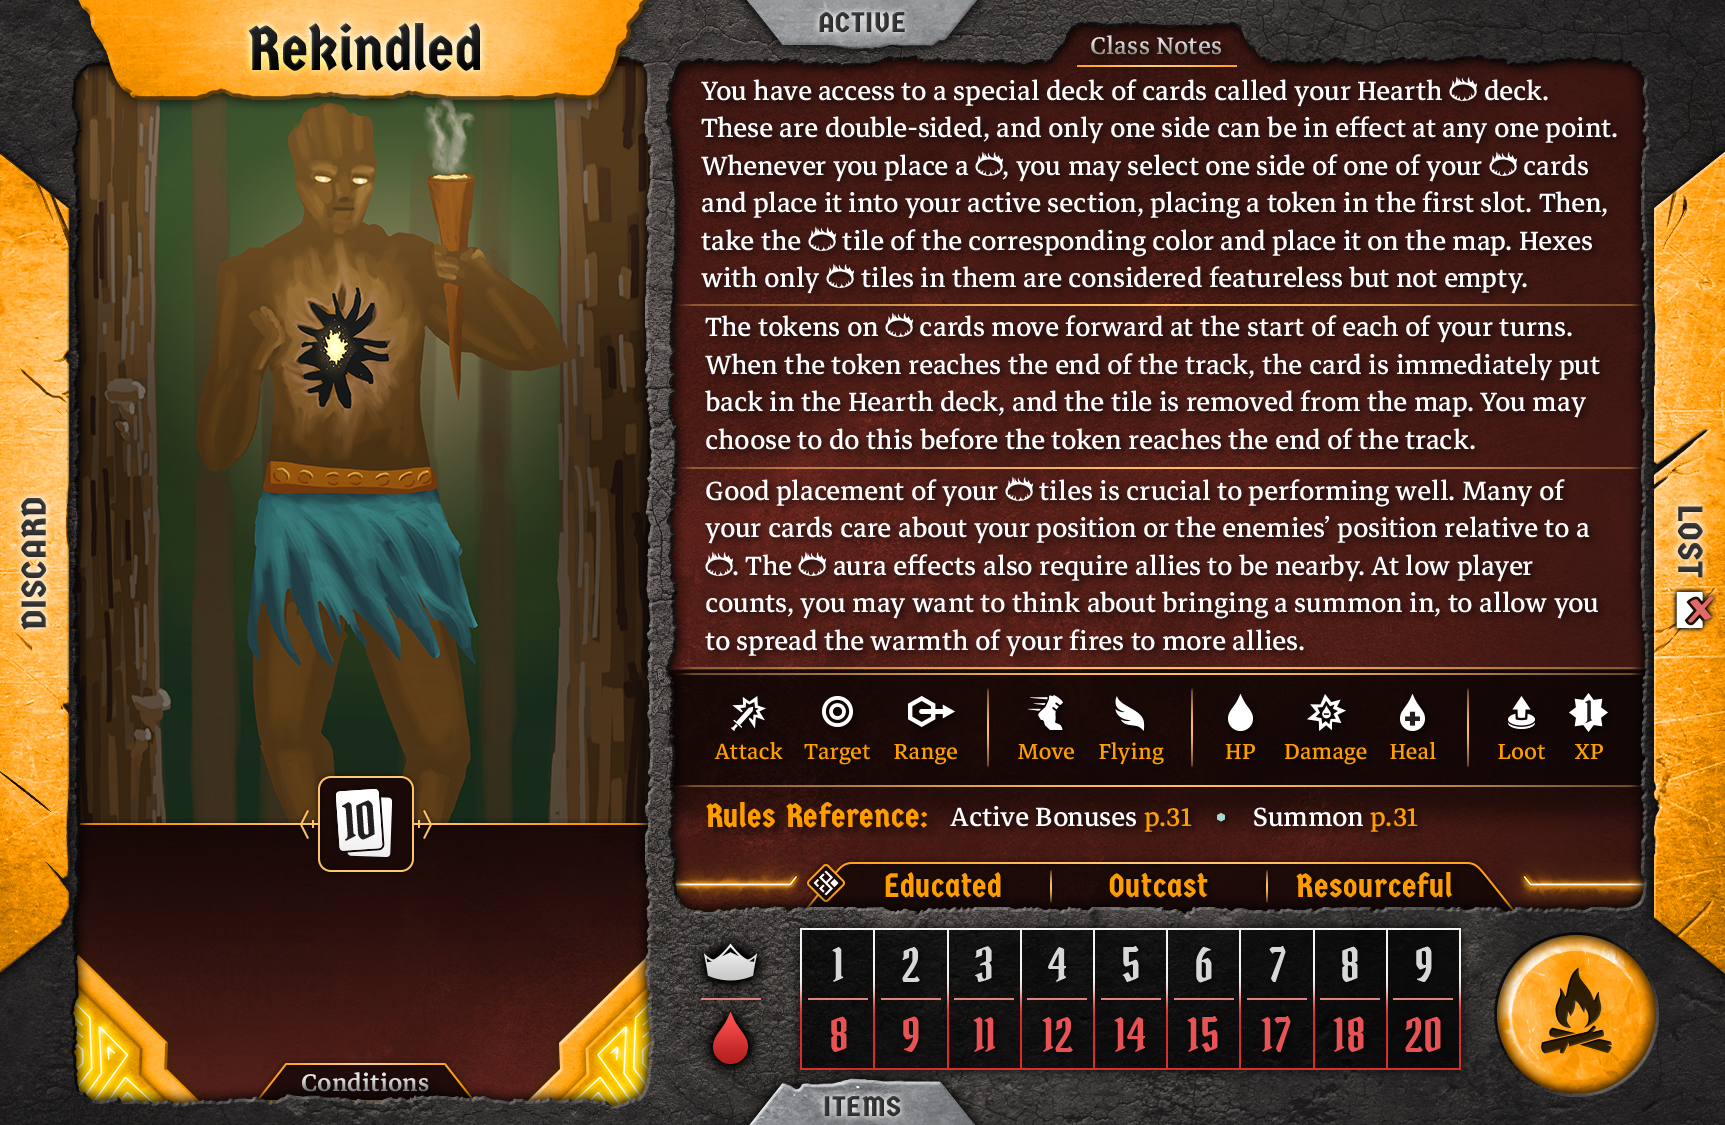 Rekindled
ACTIVE
Class Notes
You have access to a special deck of cards called your Hearth deck.
These are double-sided, and only one side can be in effect at any one point.
Whenever you place a , you may select one side of one of your cards
and place it into your active section, placing a token in the first slot. Then,
take the tile of the corresponding color and place it on the map. Hexes
with only tiles in them are considered featureless but not empty.
The tokens on cards move forward at the start of each of your turns.
When the token reaches the end of the track, the card is immediately put
back in the Hearth deck, and the tile is removed from the map. You may
choose to do this before the token reaches the end of the track.
Good placement of your tiles is crucial to performing well. Many of
your cards care about your position or the enemies’ position relative to a
. The aura effects also require allies to be nearby. At low player
counts, you may want to think about bringing a summon in, to allow you
to spread the warmth of your fires to more allies.
1
Attack Target Range Move Flying HP Damage Heal Loot XP
Rules Reference: Active Bonuses p.31 • Summon p.31
Educated Outcast Resourceful
1 2 3 4 5 6 7 8 9
8 9 11 12 14 15 17 18 20
10
Conditions
DISCARD
LOST
ITEMS